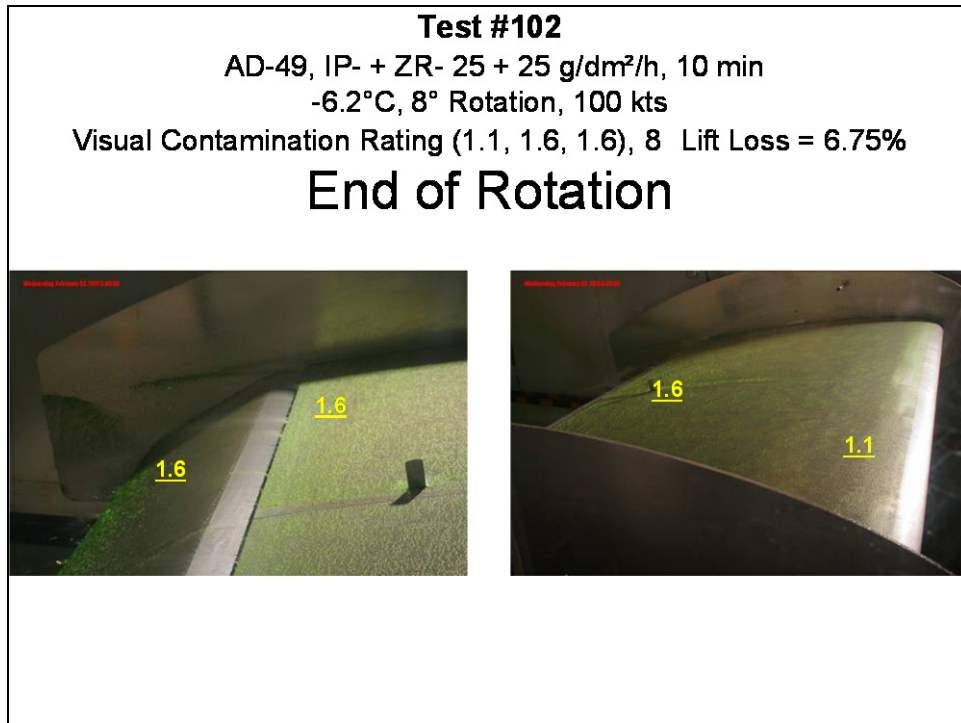 Test #102
AD-49, IP- + ZR- 25 + 25 g/dm²/h, 10 min
-6.2°C, 8° Rotation, 100 kts
Visual Contamination Rating (1.1, 1.6, 1.6), 8 Lift Loss = 6.75%
End of Rotation
1.6
1.6
1.6
1.1